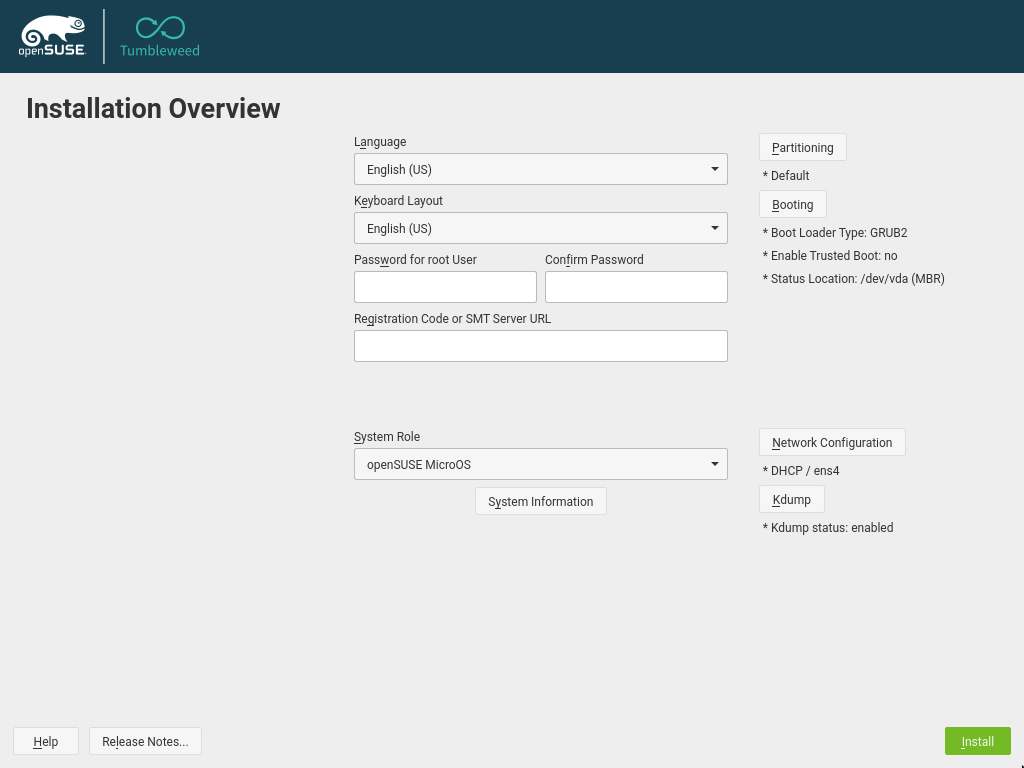 openSUSE
Tumbleweed
Installation Overview
Language
English (US)
Keyboard Layout
English (US)
Password for root User
Confirm Password
Registration Code or SMT Server URL
System Role
openSUSE MicroOS
System Information
Partitioning
* Default
Booting
* Boot Loader Type: GRUB2
* Enable Trusted Boot: no
* Status Location: /dev/vda (MBR)
Network Configuration
* DHCP / ens4
Kdump
* Kdump status: enabled
Help
Release Notes...
Install